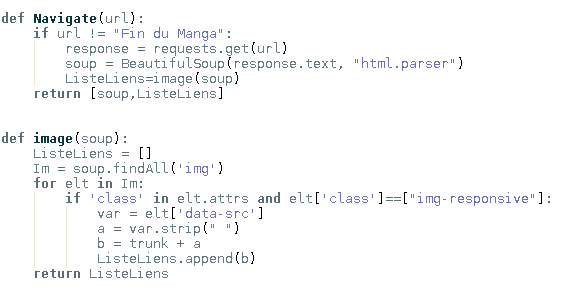 def Navigate(url):
    if url != "Fin du Manga":
        response = requests.get(url)
        soup = BeautifulSoup(response.text, "html.parser")
        ListeLiens=image(soup)
    return [soup,ListeLiens]
def image(soup):
    ListeLiens = []
    Im = soup.findAll('img')
    for elt in Im:
        if 'class' in elt.attrs and elt['class']==["img-responsive"]:
            var = elt['data-src']
            a = var.strip(" ")
            b = trunk + a
            ListeLiens.append(b)
    return ListeLiens